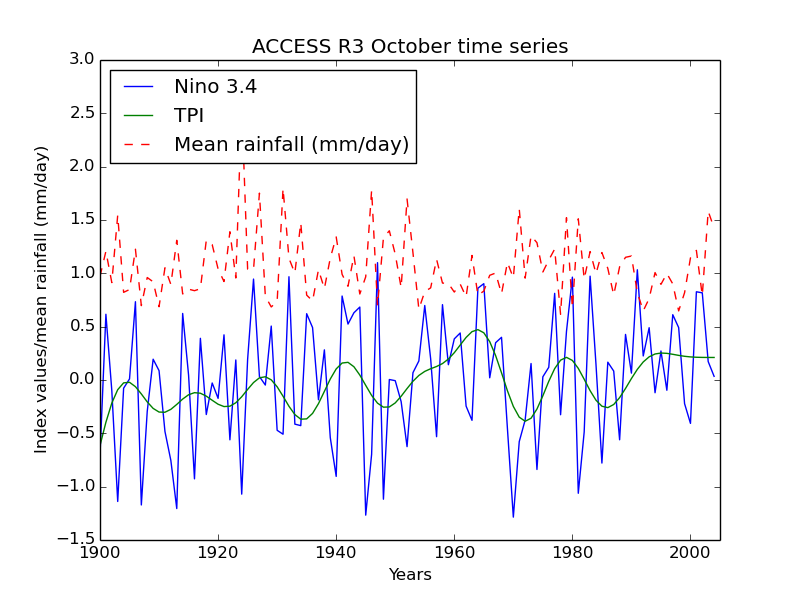 ACCESS R3 October time series
3.0
2.5
2.0
1.5
1.0
0.5
0.0
−0.5
−1.0
−1.5
Index values/mean rainfall (mm/day)
Nino 3.4
TPI
Mean rainfall (mm/day)
1900 1920 1940 1960 1980 2000
Years